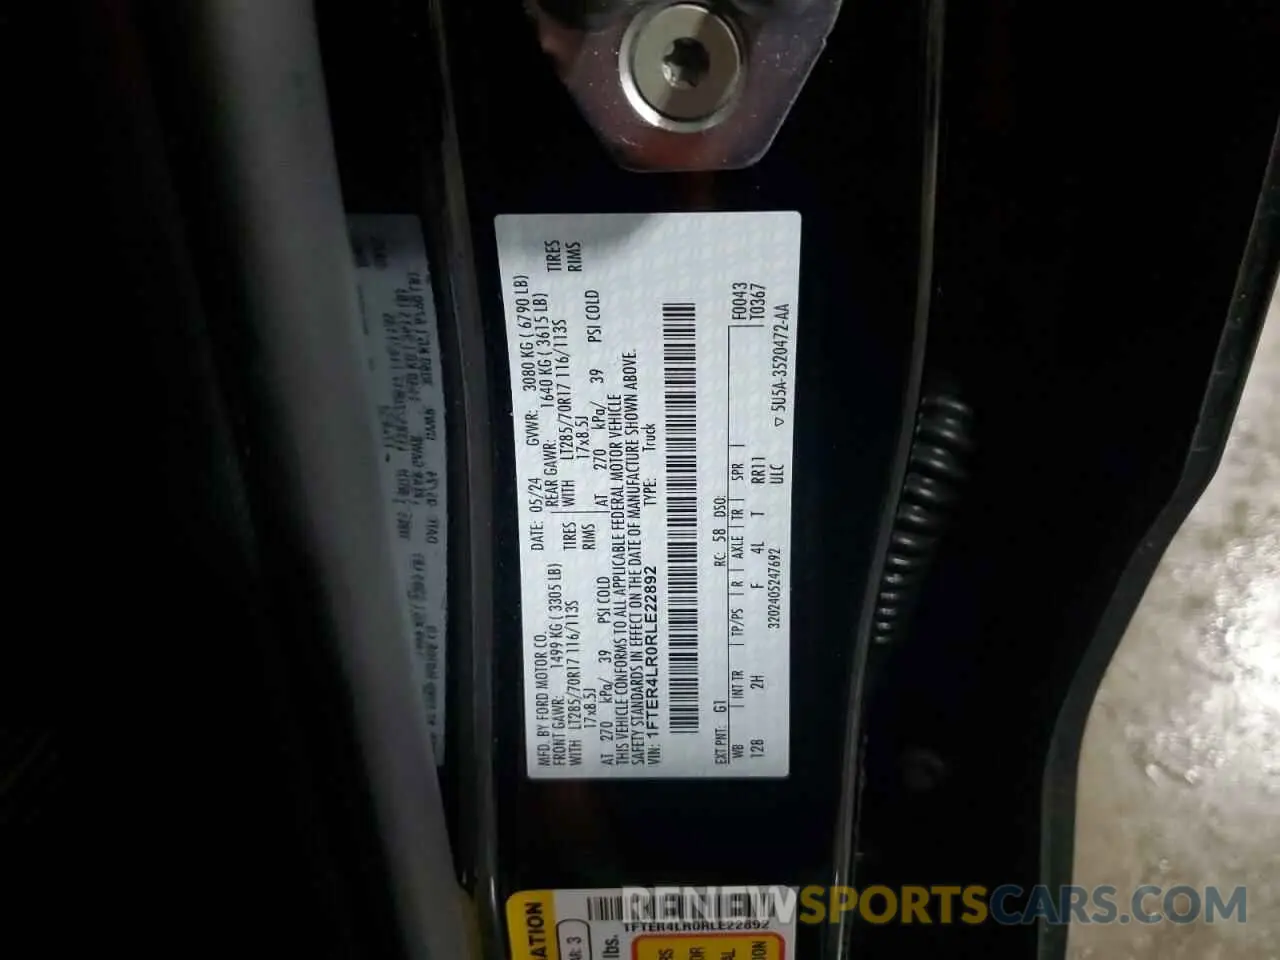 MFD. BY FORD MOTOR CO.
DATE: 05/24 GVWR: 3080 KG ( 6790 LB)
FRONT GAWR: 1499 KG ( 3305 LB) REAR GAWR: 1640 KG ( 3615 LB)
WITH LT285/70R17 116/113S TIRES WITH LT285/70R17 116/113S TIRES
17x8.5J RIMS 17x8.5J RIMS
AT 270 kPa/ 39 PSI COLD AT 270 kPa/ 39 PSI COLD
THIS VEHICLE CONFORMS TO ALL APPLICABLE FEDERAL MOTOR VEHICLE
SAFETY STANDARDS IN EFFECT ON THE DATE OF MANUFACTURE SHOWN ABOVE.
VIN: 1FTER4LR0RLE22892 TYPE: Truck
EXT PNT: G1 RC: 58 DSO: F0043
WB INT TR TP/PS R AXLE TR SPR T0367
128 2H F 4L T RR11
3202405247692 ULC ▽ 5U5A-3520472-AA
1FTER4LR0RLE22892
lbs.
RENEWSPORTSCARS.COM